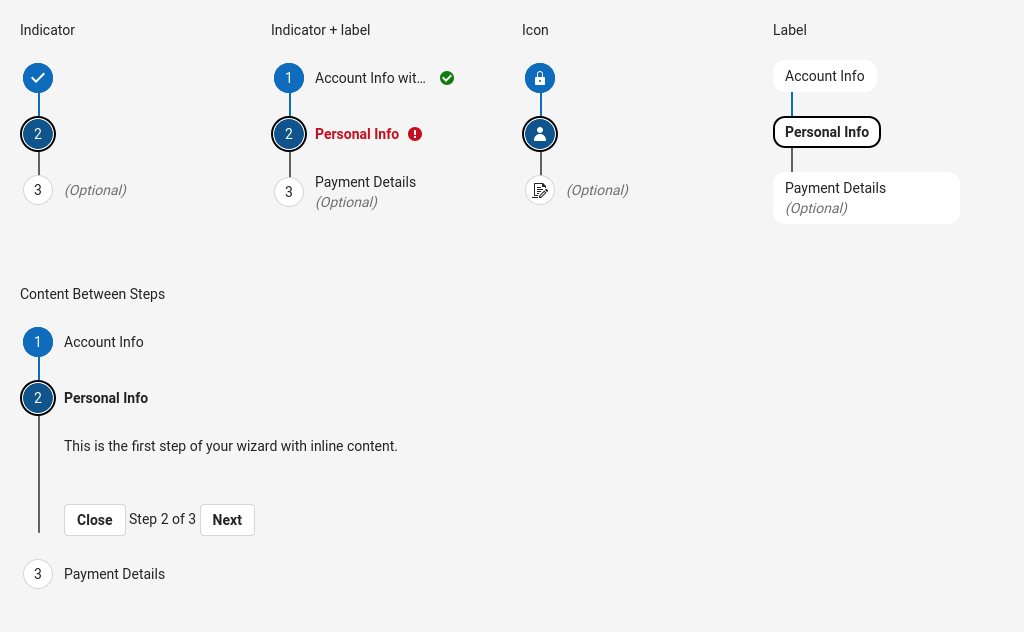 Indicator
2
3 (Optional)
Indicator + label
1 Account Info wit...
2 Personal Info
3 Payment Details
(Optional)
Icon
(Optional)
Label
Account Info
Personal Info
Payment Details
(Optional)
Content Between Steps
1 Account Info
2 Personal Info
This is the first step of your wizard with inline content.
Close Step 2 of 3 Next
3 Payment Details